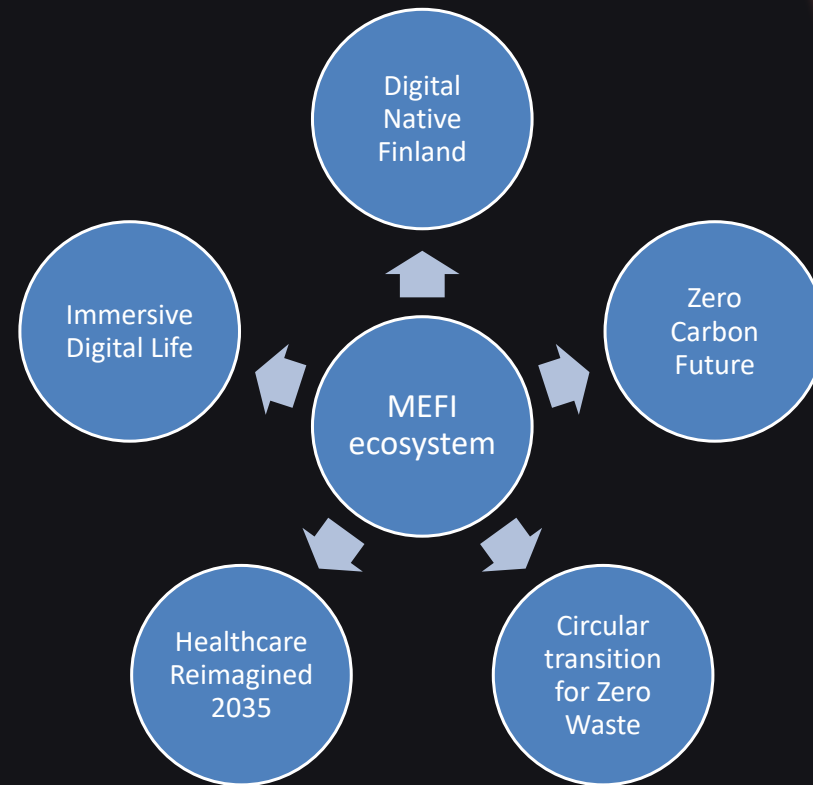 Digital
Native
Finland
Immersive
Digital Life
Zero
Carbon
Future
MEFI
ecosystem
Healthcare
Reimagined
2035
Circular
transition
for Zero
Waste